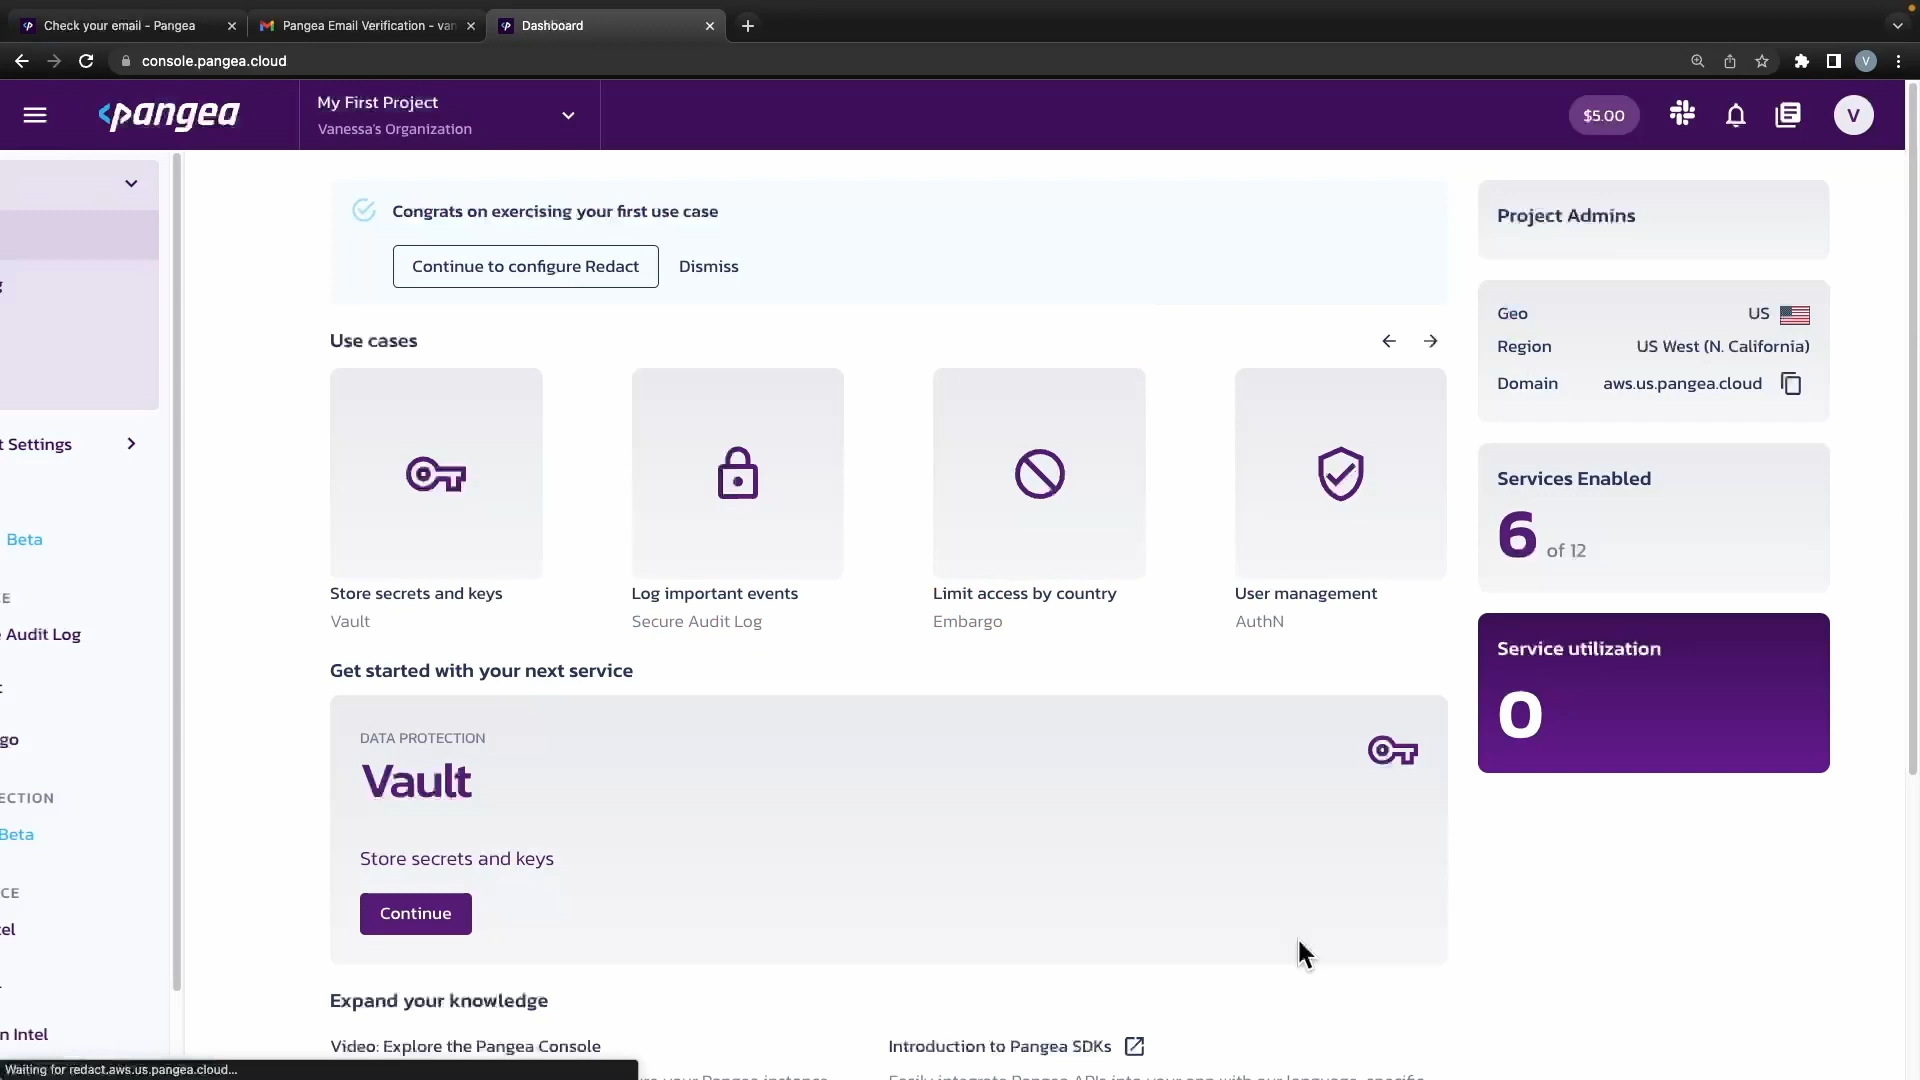 Check your email - Pangea
Pangea Email Verification - van
Dashboard
console.pangea.cloud
V
pangea
My First Project
Vanessa's Organization
$5.00
V
Congrats on exercising your first use case
Continue to configure Redact
Dismiss
Project Admins
Geo
US
Region
US West (N. California)
Domain
aws.us.pangea.cloud
Use cases
Store secrets and keys
Vault
Log important events
Secure Audit Log
Limit access by country
Embargo
User management
AuthN
Services Enabled
6 of 12
Service utilization
0
Get started with your next service
DATA PROTECTION
Vault
Store secrets and keys
Continue
Expand your knowledge
Video: Explore the Pangea Console
Introduction to Pangea SDKs
t Settings
Beta
E
Audit Log
t
go
ECTION
Beta
CE
tel
n Intel
Waiting for redact.aws.us.pangea.cloud...